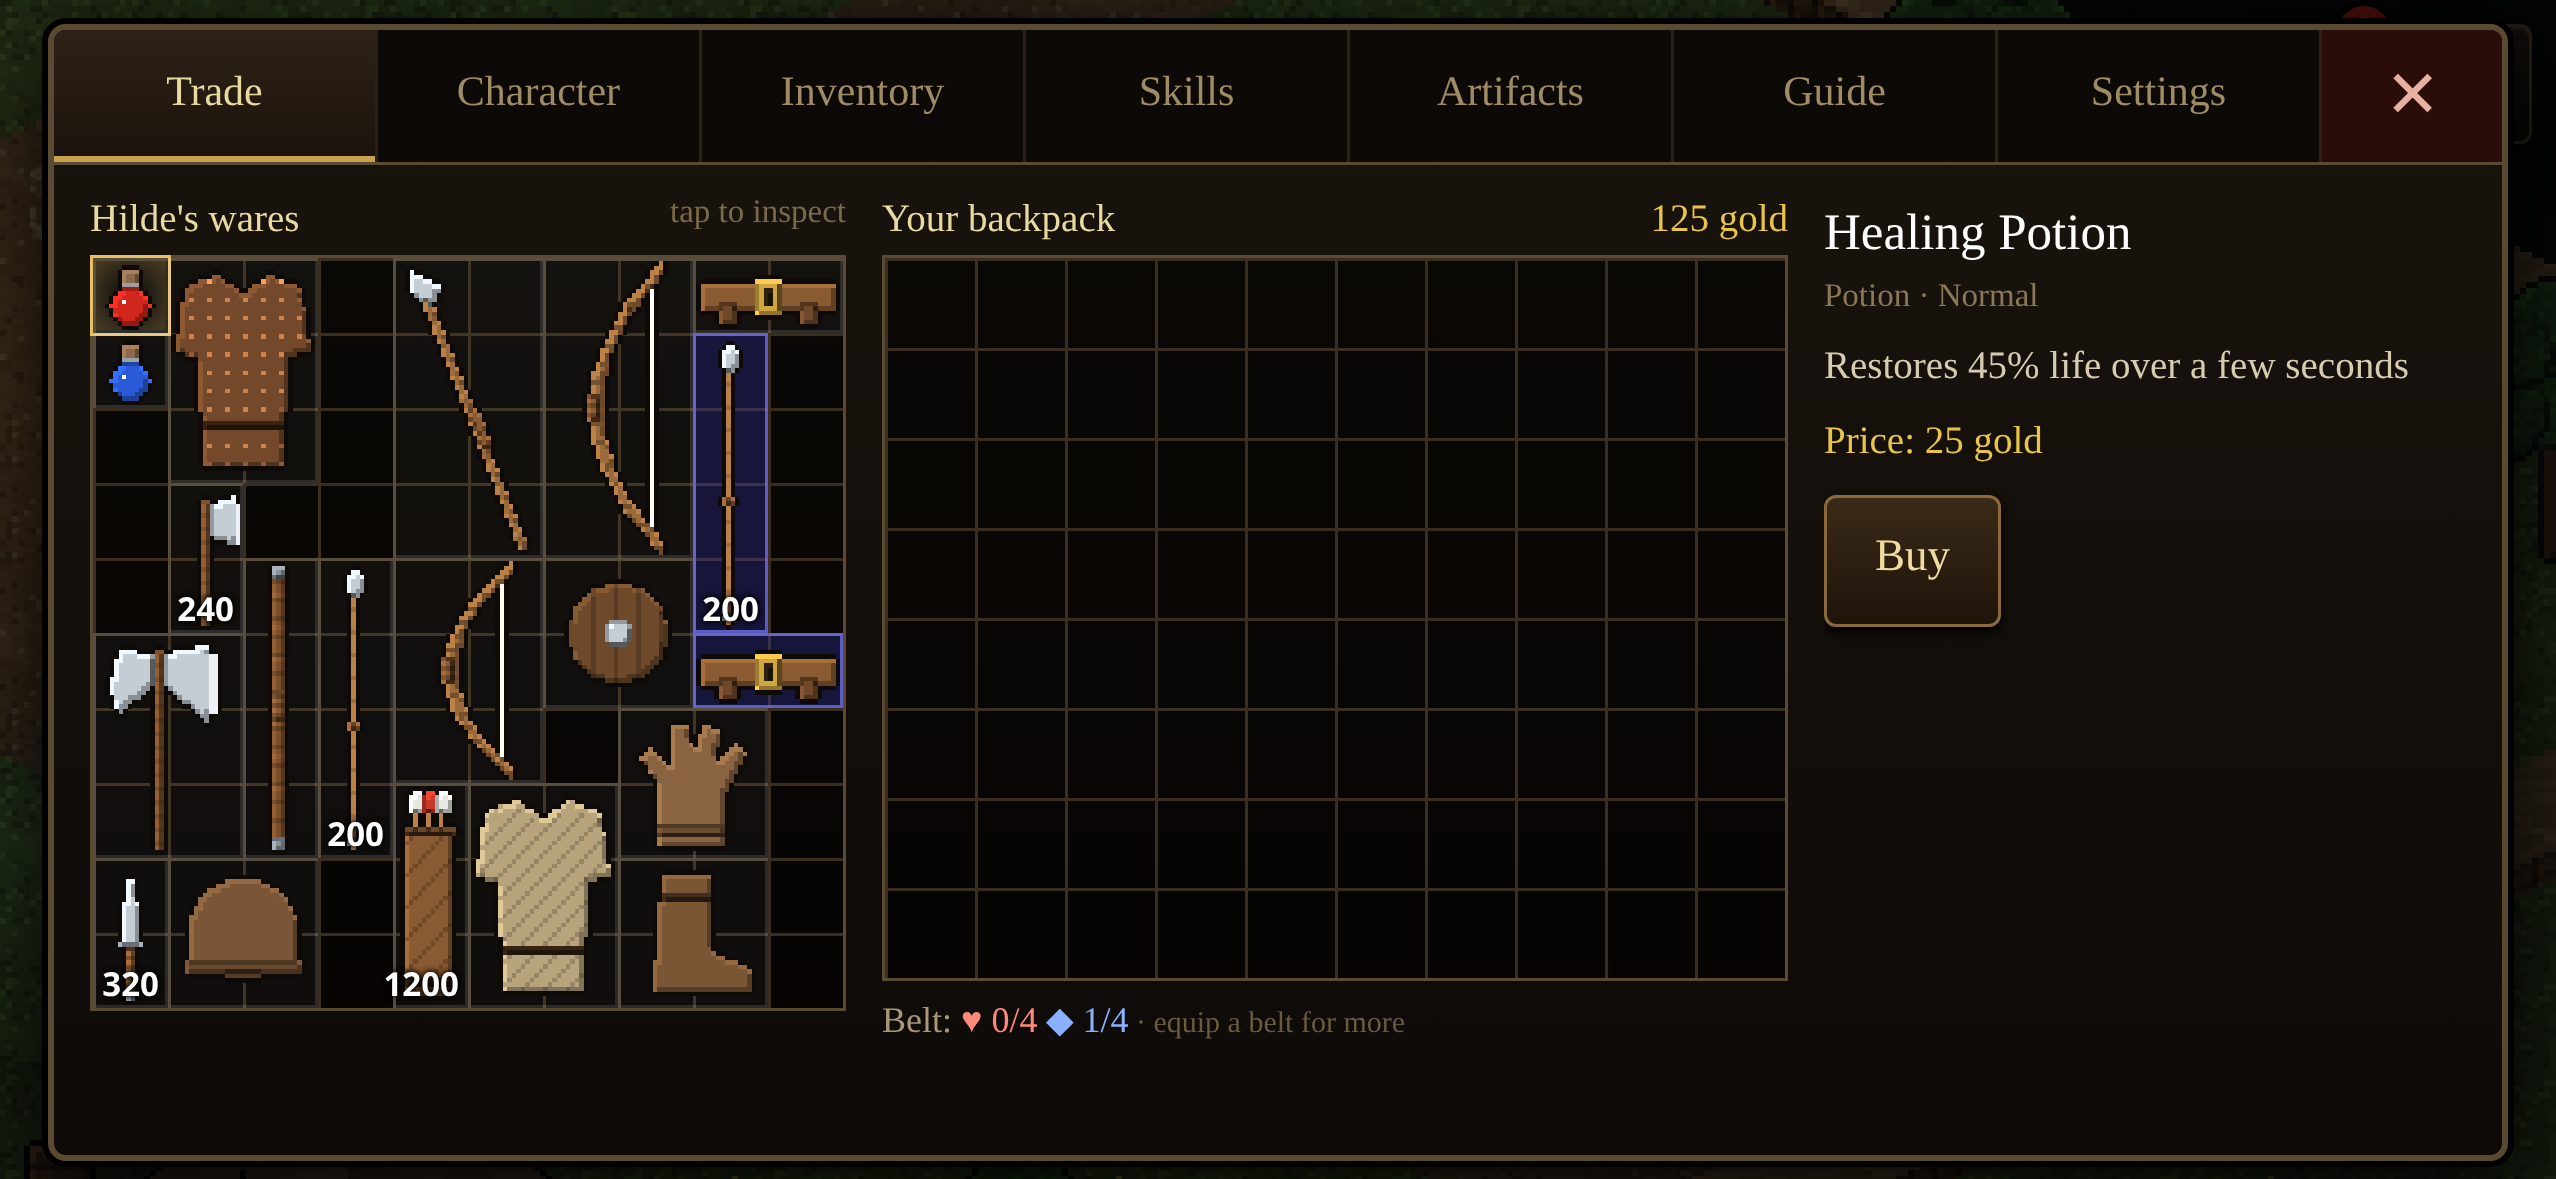 Trade
Character
Inventory
Skills
Artifacts
Guide
Settings
✕
Hilde's wares
tap to inspect
240
200
200
320
1200
Your backpack
125 gold
Belt: ♥ 0/4 ◆ 1/4 · equip a belt for more
Healing Potion
Potion · Normal
Restores 45% life over a few seconds
Price: 25 gold
Buy